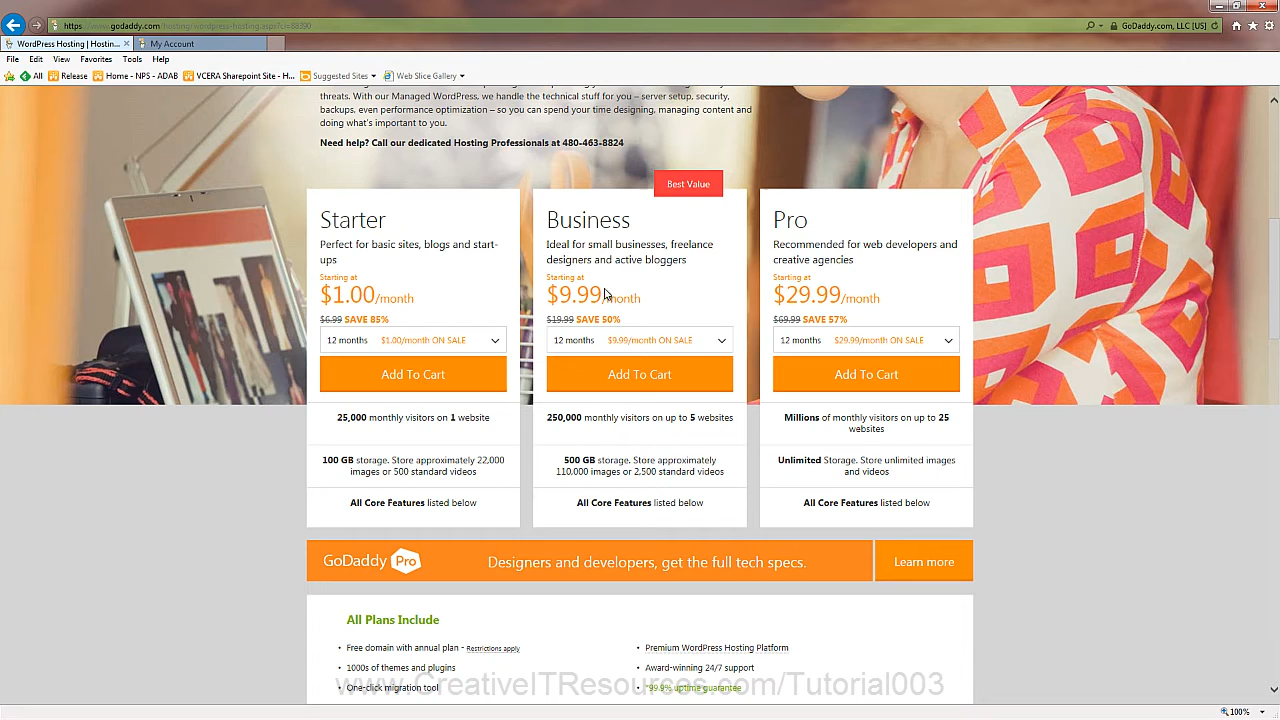 https://www.godaddy.com/hosting/wordpress-hosting.aspx?ci=88390
GoDaddy.com, LLC [US]
WordPress Hosting | Hostin...
My Account
File Edit View Favorites Tools Help
All Release Home - NPS - ADAB VCERA Sharepoint Site - H... Suggested Sites Web Slice Gallery
threats. With our Managed WordPress, we handle the technical stuff for you – server setup, security,
backups, even performance optimization – so you can spend your time designing, managing content and
doing what's important to you.
Need help? Call our dedicated Hosting Professionals at 480-463-8824
Best Value
Starter
Perfect for basic sites, blogs and start-
ups
Starting at
$1.00/month
$6.99 SAVE 85%
12 months $1.00/month ON SALE
Add To Cart
25,000 monthly visitors on 1 website
100 GB storage. Store approximately 22,000
images or 500 standard videos
All Core Features listed below
Business
Ideal for small businesses, freelance
designers and active bloggers
Starting at
$9.99/month
$19.99 SAVE 50%
12 months $9.99/month ON SALE
Add To Cart
250,000 monthly visitors on up to 5 websites
500 GB storage. Store approximately
110,000 images or 2,500 standard videos
All Core Features listed below
Pro
Recommended for web developers and
creative agencies
Starting at
$29.99/month
$69.99 SAVE 57%
12 months $29.99/month ON SALE
Add To Cart
Millions of monthly visitors on up to 25
websites
Unlimited Storage. Store unlimited images
and videos
All Core Features listed below
GoDaddy Pro
Designers and developers, get the full tech specs.
Learn more
All Plans Include
• Free domain with annual plan - Restrictions apply
• 1000s of themes and plugins
• One-click migration tool
• Premium WordPress Hosting Platform
• Award-winning 24/7 support
• *99.9% uptime guarantee
www.CreativeITResources.com/Tutorial003
100%